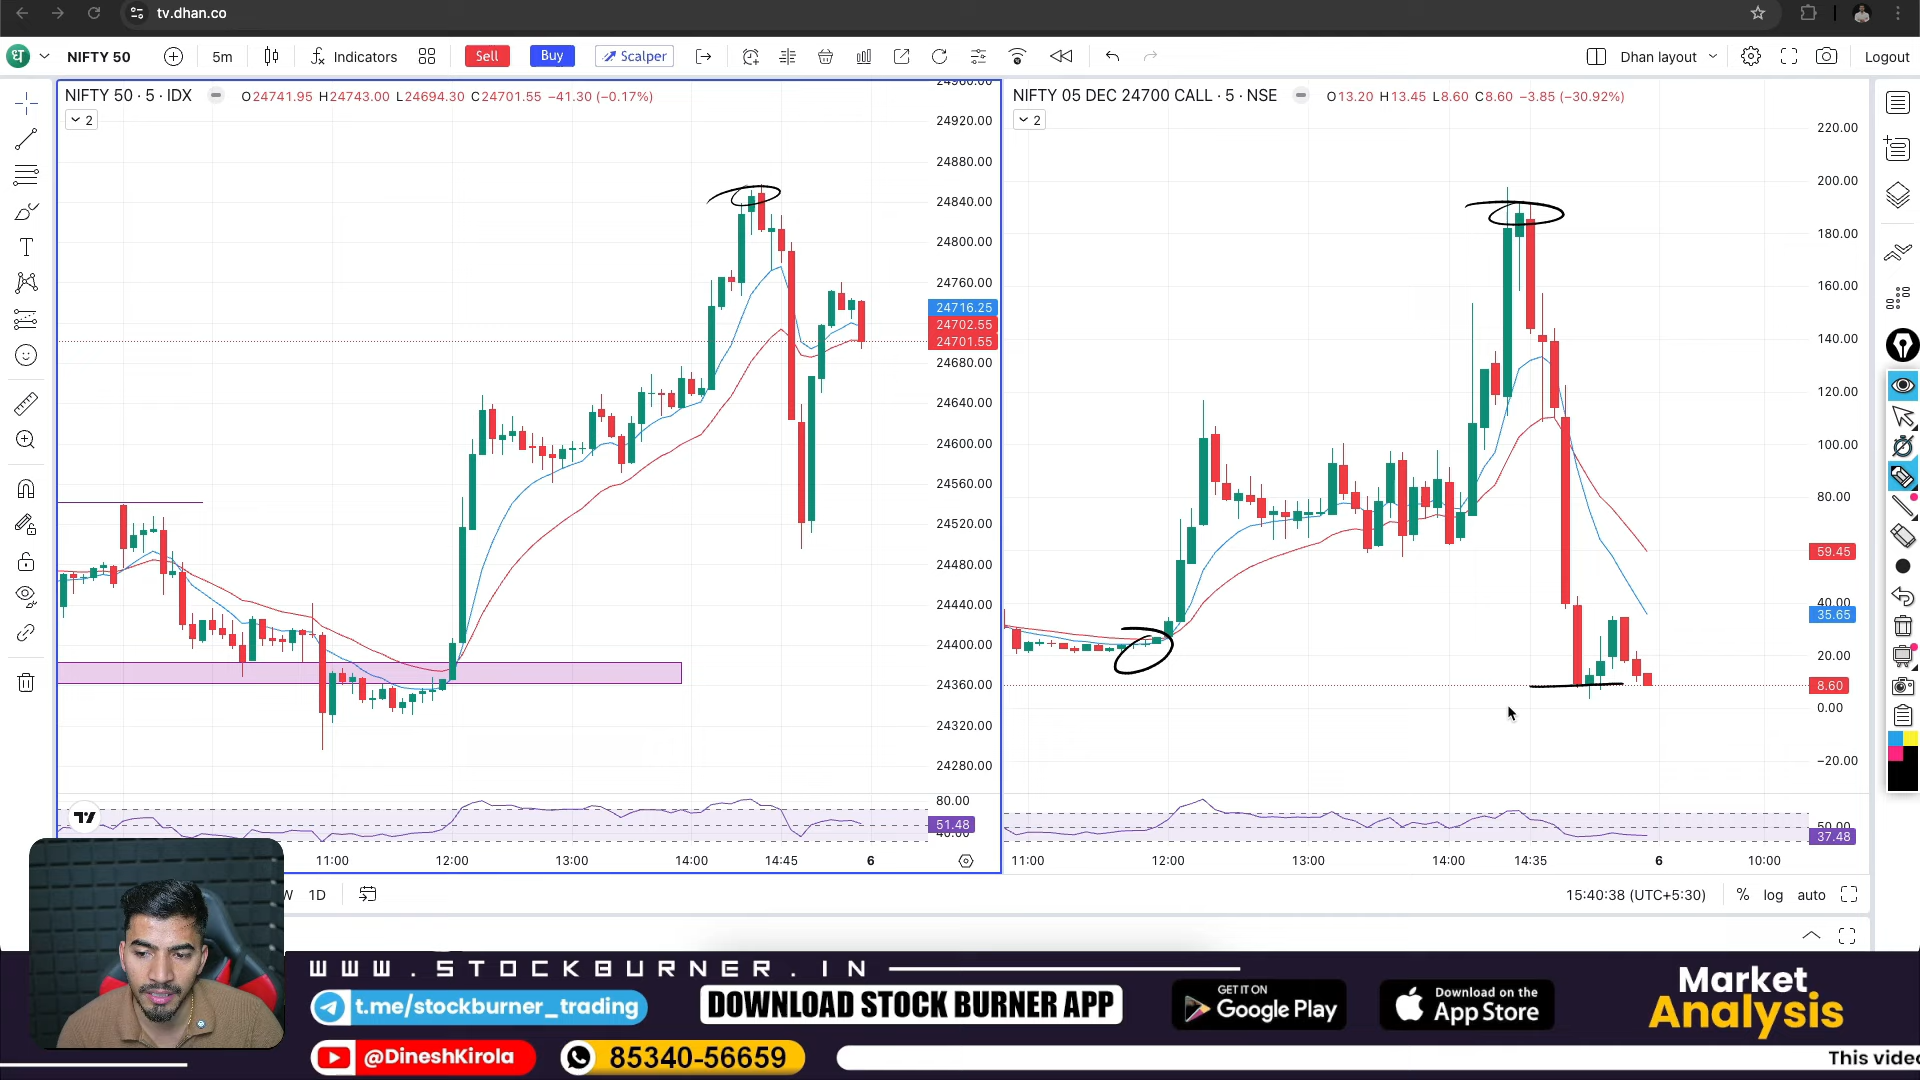 tv.dhan.co
NIFTY 50
5m
Indicators
Sell
Buy
Scalper
Dhan layout
Logout
NIFTY 50 · 5 · IDX
O24741.95 H24743.00 L24694.30 C24701.55 −41.30 (−0.17%)
2
24920.00
24880.00
24840.00
24800.00
24760.00
24716.25
24702.55
24701.55
24680.00
24640.00
24600.00
24560.00
24520.00
24480.00
24440.00
24400.00
24360.00
24320.00
24280.00
80.00
51.48
11:00
12:00
13:00
14:00
14:45
6
NIFTY 05 DEC 24700 CALL · 5 · NSE
O13.20 H13.45 L8.60 C8.60 −3.85 (−30.92%)
2
220.00
200.00
180.00
160.00
140.00
120.00
100.00
80.00
59.45
40.00
35.65
20.00
8.60
0.00
−20.00
37.48
11:00
12:00
13:00
14:00
14:35
6
10:00
1D
15:40:38 (UTC+5:30)
%
log
auto
WWW.STOCKBURNER.IN
t.me/stockburner_trading
DOWNLOAD STOCK BURNER APP
GET IT ON
Google Play
Download on the
App Store
Market
Analysis
@DineshKirola
85340-56659
This video